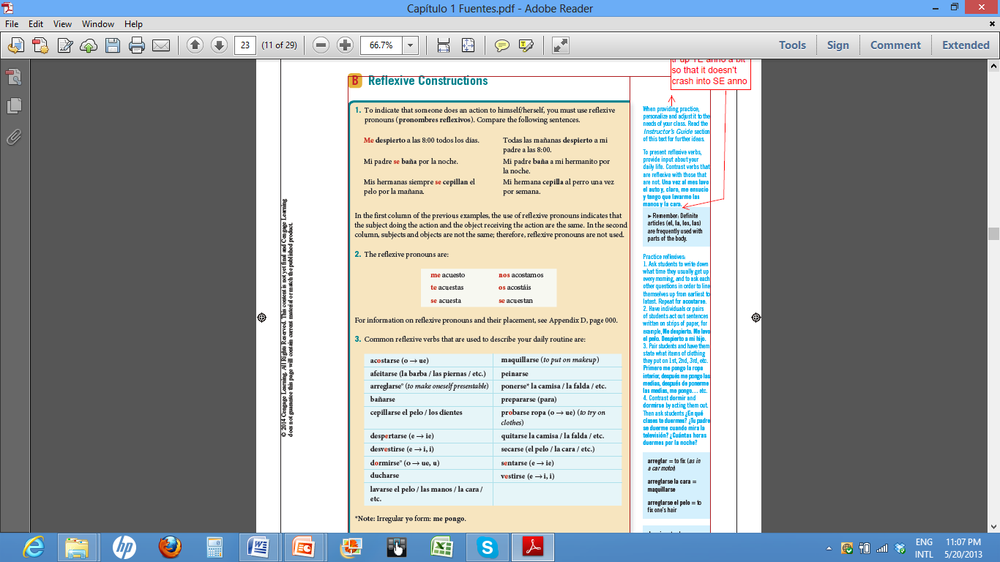 Capítulo 1 Fuentes.pdf - Adobe Reader
File Edit View Window Help
23 (11 of 29) 66.7% Tools Sign Comment Extended
tr up TE anno a bit
so that it doesn't
crash into SE anno
B Reflexive Constructions
1. To indicate that someone does an action to himself/herself, you must use reflexive
pronouns (pronombres reflexivos). Compare the following sentences.
Me despierto a las 8:00 todos los días.
Todas las mañanas despierto a mi
padre a las 8:00.
Mi padre se baña por la noche.
Mi padre baña a mi hermanito por
la noche.
Mis hermanas siempre se cepillan el
pelo por la mañana.
Mi hermana cepilla al perro una vez
por semana.
In the first column of the previous examples, the use of reflexive pronouns indicates that
the subject doing the action and the object receiving the action are the same. In the second
column, subjects and objects are not the same; therefore, reflexive pronouns are not used.
2. The reflexive pronouns are:
me acuesto nos acostamos
te acuestas os acostáis
se acuesta se acuestan
For information on reflexive pronouns and their placement, see Appendix D, page 000.
3. Common reflexive verbs that are used to describe your daily routine are:
acostarse (o → ue) maquillarse (to put on makeup)
afeitarse (la barba / las piernas / etc.) peinarse
arreglarse° (to make oneself presentable) ponerse* la camisa / la falda / etc.
bañarse prepararse (para)
cepillarse el pelo / los dientes probarse ropa (o → ue) (to try on
clothes)
despertarse (e → ie) quitarse la camisa / la falda / etc.
desvestirse (e → i, i) secarse (el pelo / la cara / etc.)
dormirse° (o → ue, u) sentarse (e → ie)
ducharse vestirse (e → i, i)
lavarse el pelo / las manos / la cara /
etc.
*Note: Irregular yo form: me pongo.
When providing practice,
personalize and adjust it to the
needs of your class. Read the
Instructor's Guide section
of this text for further ideas.
To present reflexive verbs,
provide input about your
daily life. Contrast verbs that
are reflexive with those that
are not. Una vez al mes lavo
el auto y, claro, me ensucio
y tengo que lavarme las
manos y la cara.
► Remember: Definite
articles (el, la, los, las)
are frequently used with
parts of the body.
Practice reflexives:
1. Ask students to write down
what time they usually get up
every morning, and to ask each
other questions in order to line
themselves up from earliest to
latest. Repeat for acostarse.
2. Have individuals or pairs
of students act out sentences
written on strips of paper, for
example, Me despierto. Me lavo
el pelo. Despierto a mi hijo.
3. Pair students and have them
state what items of clothing
they put on 1st, 2nd, 3rd, etc.
Primero me pongo la ropa
interior, después me pongo las
medias, después de ponerme
las medias, me pongo... etc.
4. Contrast dormir and
dormirse by acting them out.
Then ask students ¿En qué
clases te duermes? ¿Tu padre
se duerme cuando mira la
televisión? ¿Cuántas horas
duermes por la noche?
arreglar = to fix (as in
a car motor)
arreglarse la cara =
maquillarse
arreglarse el pelo = to
fix one's hair
© 2014 Cengage Learning. All Rights Reserved. This content is not yet final and Cengage Learning
does not guarantee this page will contain current material or match the published product.
ENG 11:07 PM
INTL 5/20/2013